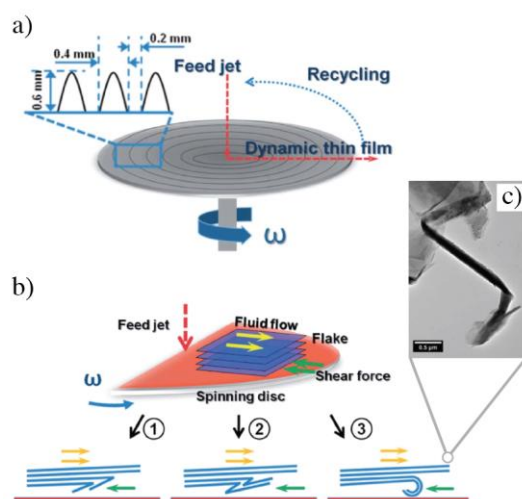 a)
0.2 mm
0.4 mm
0.6 mm
Feed jet
Recycling
Dynamic thin film
ω
c)
0.5 µm
b)
Feed jet
Fluid flow
Flake
Shear force
ω
Spinning disc
① ② ③